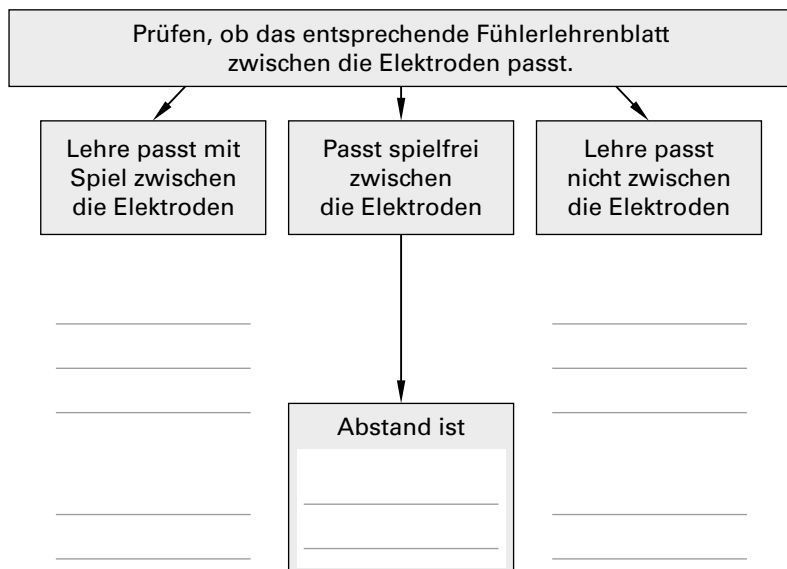 Prüfen, ob das entsprechende Fühlerlehrenblatt
zwischen die Elektroden passt.
Lehre passt mit
Spiel zwischen
die Elektroden
Passt spielfrei
zwischen
die Elektroden
Lehre passt
nicht zwischen
die Elektroden
Abstand ist